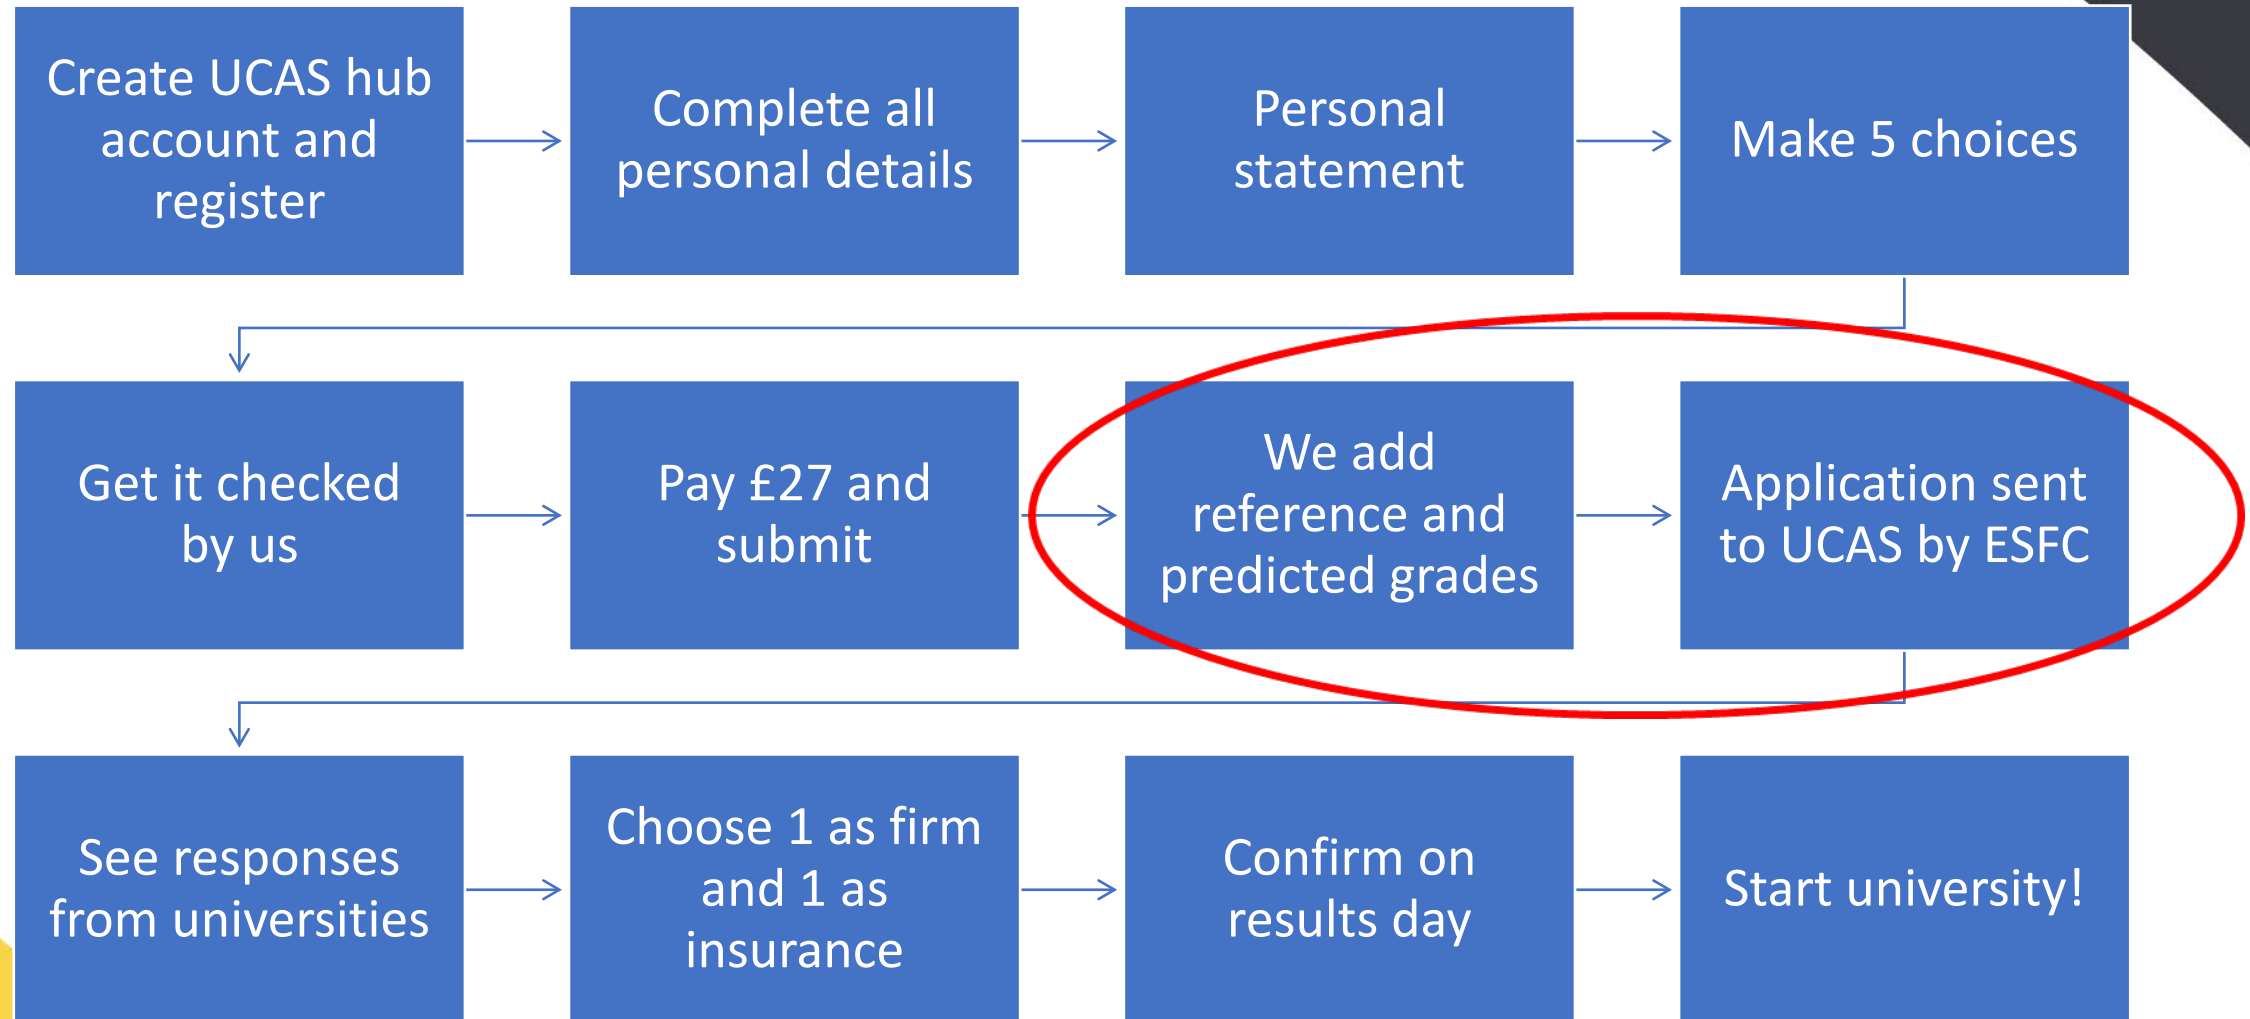 Create UCAS hub
account and
register
Complete all
personal details
Personal
statement
Make 5 choices
Get it checked
by us
Pay £27 and
submit
We add
reference and
predicted grades
Application sent
to UCAS by ESFC
See responses
from universities
Choose 1 as firm
and 1 as
insurance
Confirm on
results day
Start university!